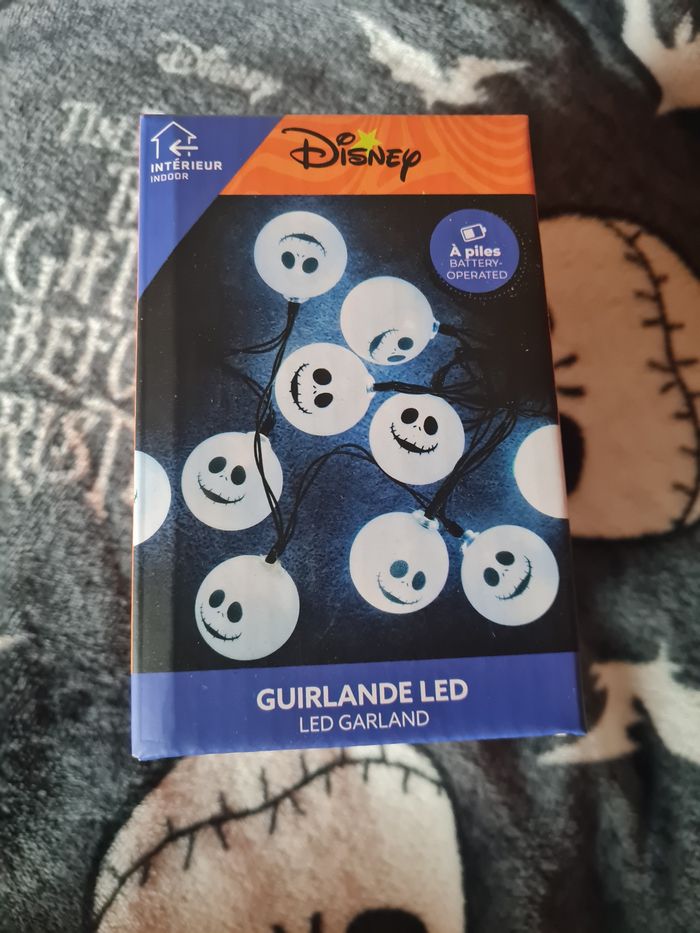 Disney
INTÉRIEUR
INDOOR
Disney
À piles
BATTERY-
OPERATED
GUIRLANDE LED
LED GARLAND